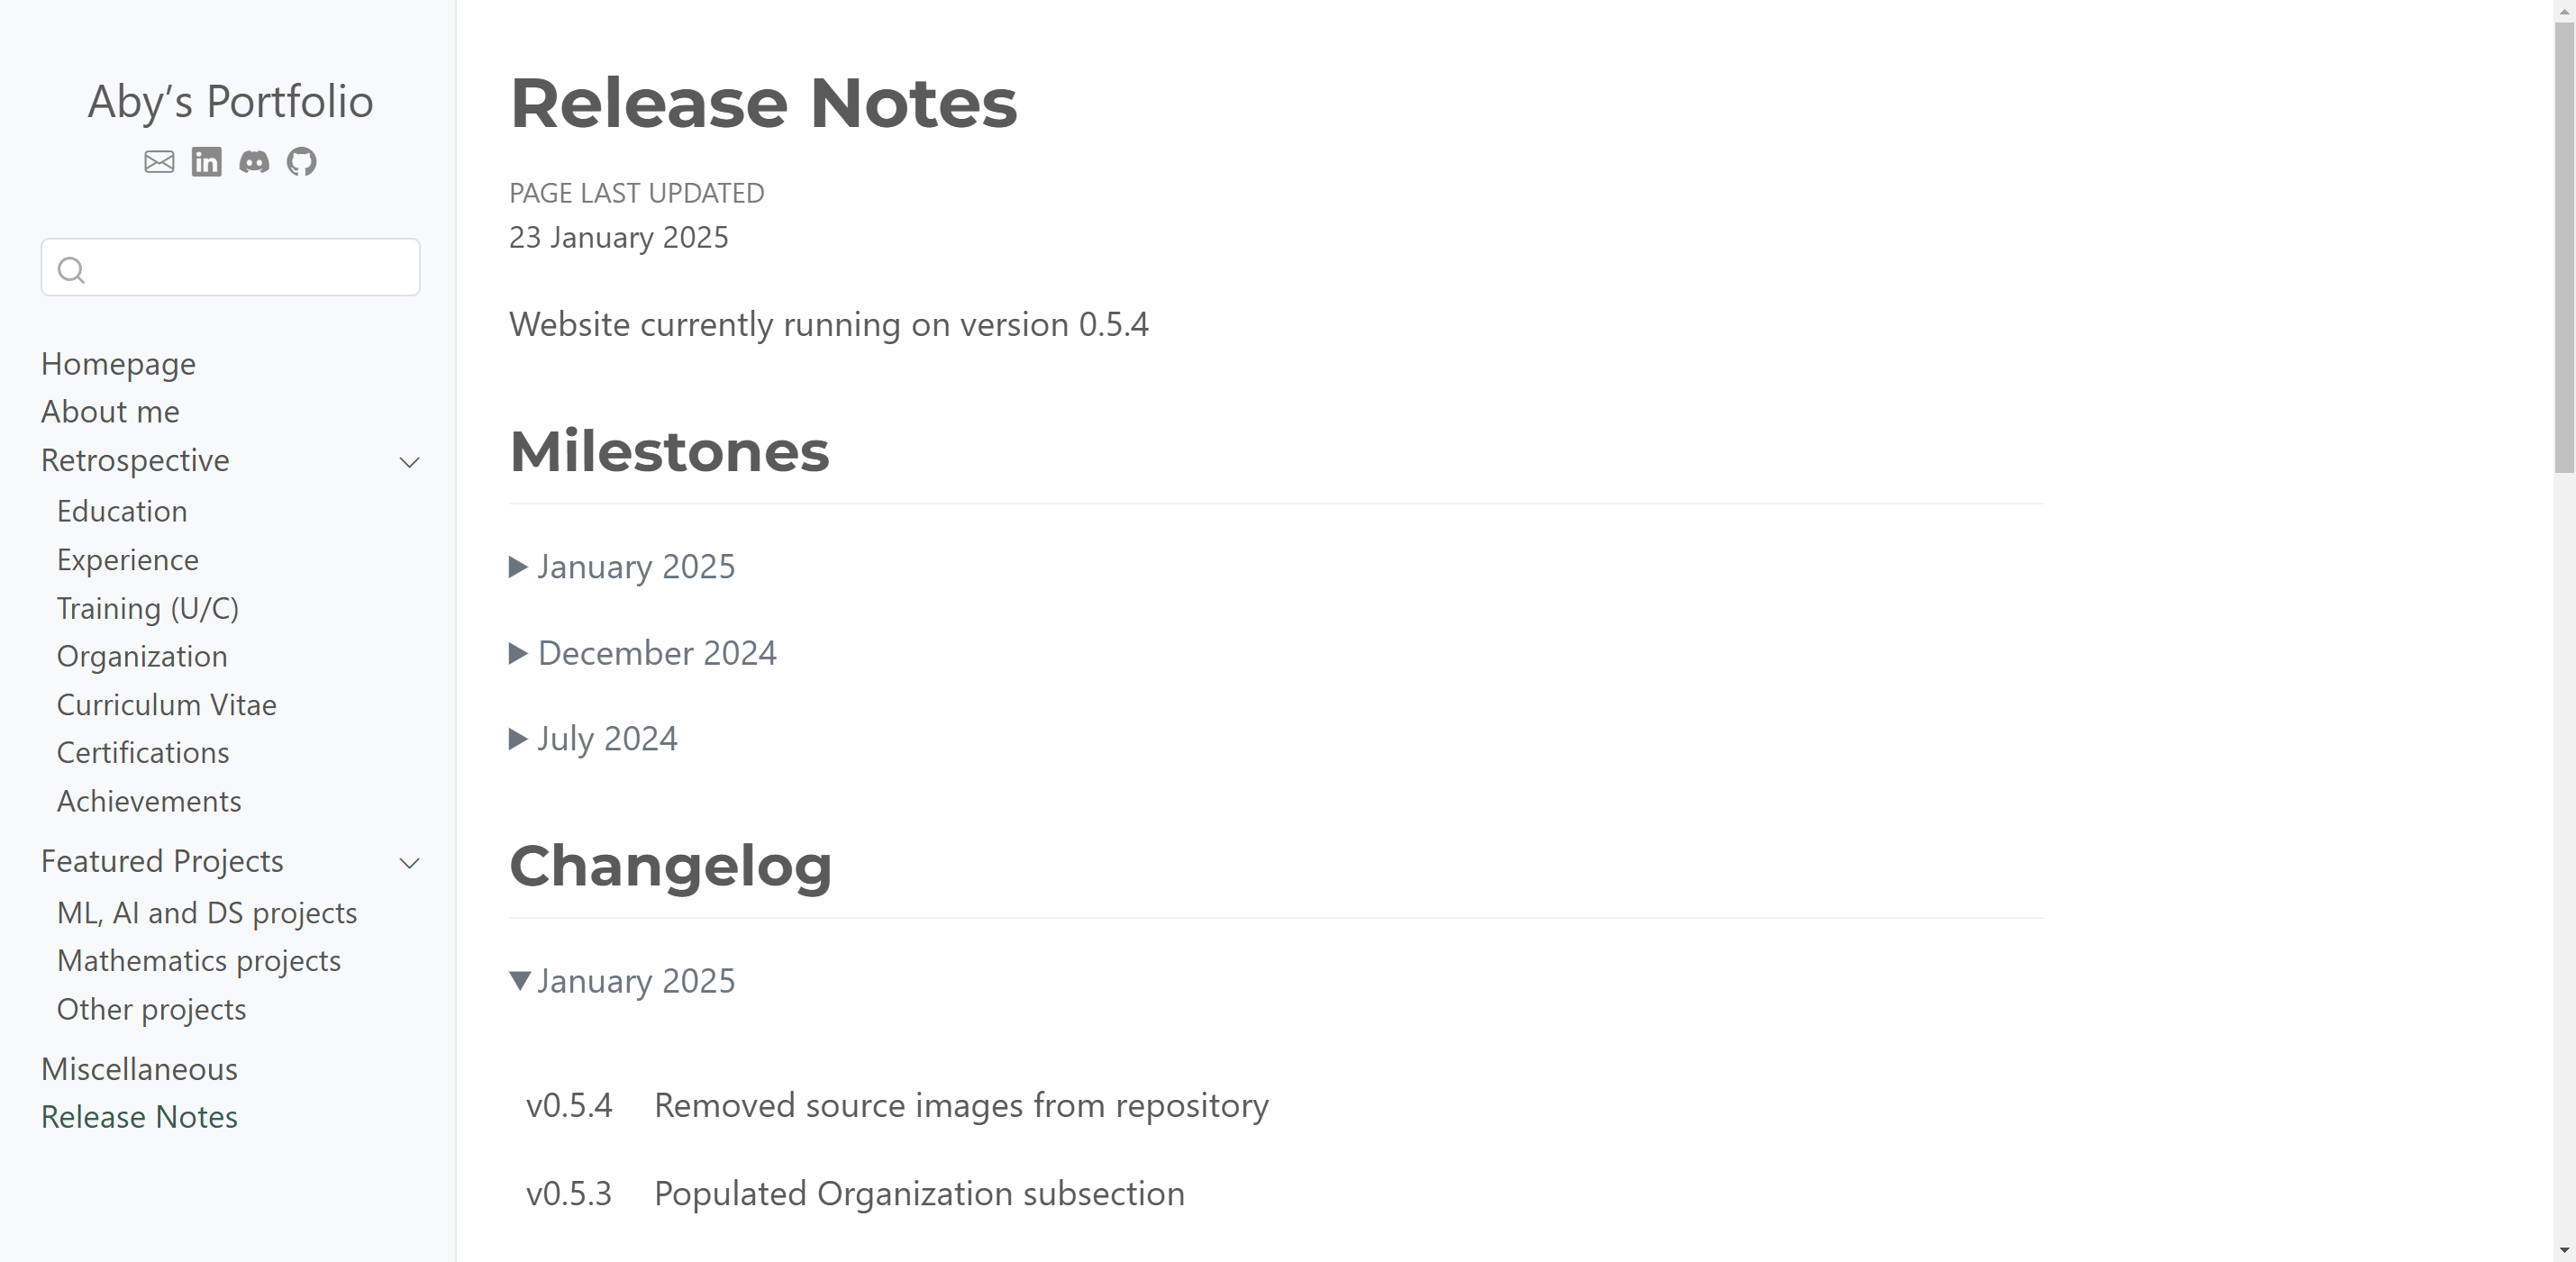 Aby's Portfolio
Homepage
About me
Retrospective
Education
Experience
Training (U/C)
Organization
Curriculum Vitae
Certifications
Achievements
Featured Projects
ML, AI and DS projects
Mathematics projects
Other projects
Miscellaneous
Release Notes
Release Notes
PAGE LAST UPDATED
23 January 2025
Website currently running on version 0.5.4
Milestones
January 2025
December 2024
July 2024
Changelog
January 2025
v0.5.4 Removed source images from repository
v0.5.3 Populated Organization subsection